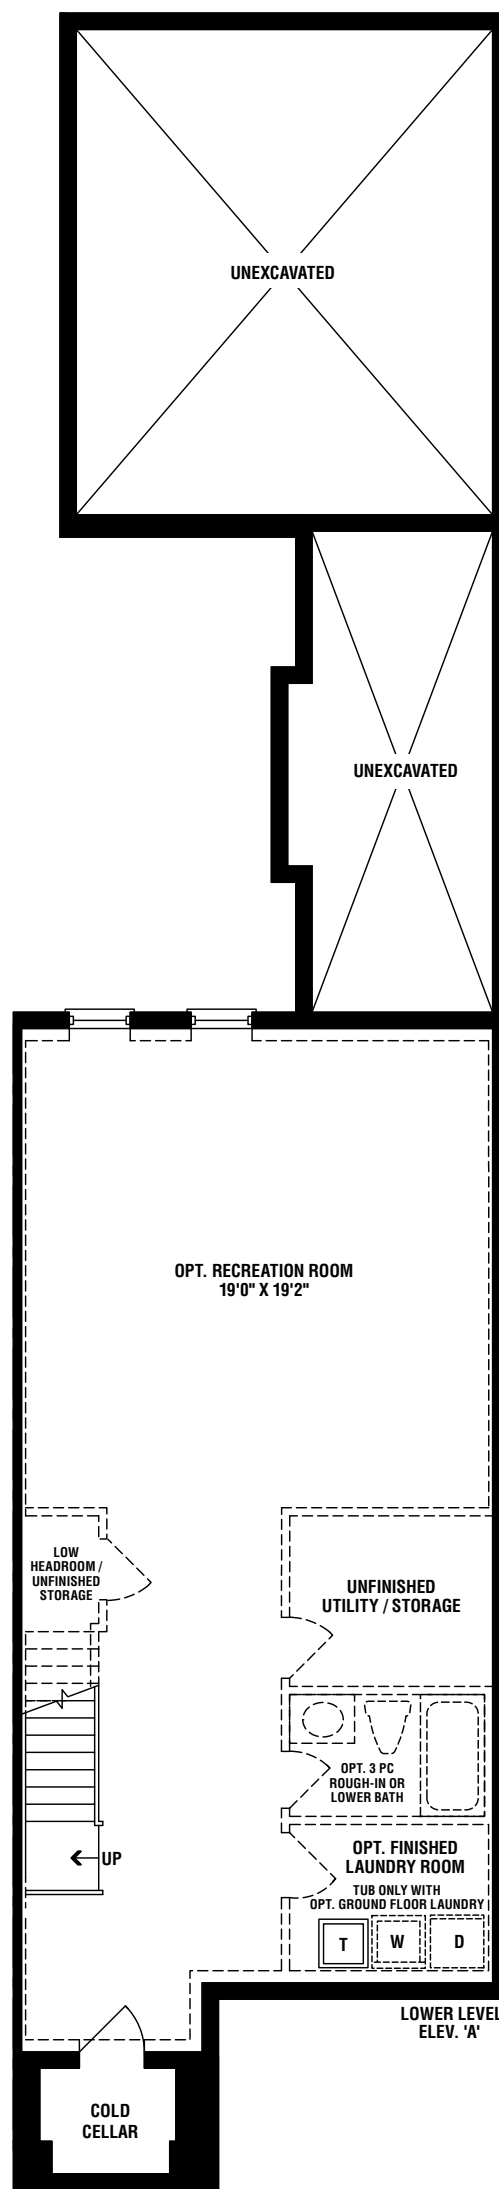 UNEXCAVATED
UNEXCAVATED
OPT. RECREATION ROOM
19'0" X 19'2"
LOW
HEADROOM /
UNFINISHED
STORAGE
UNFINISHED
UTILITY / STORAGE
OPT. 3 PC
ROUGH-IN OR
LOWER BATH
UP
OPT. FINISHED
LAUNDRY ROOM
TUB ONLY WITH
OPT. GROUND FLOOR LAUNDRY
T W D
LOWER LEVEL
ELEV. 'A'
COLD
CELLAR